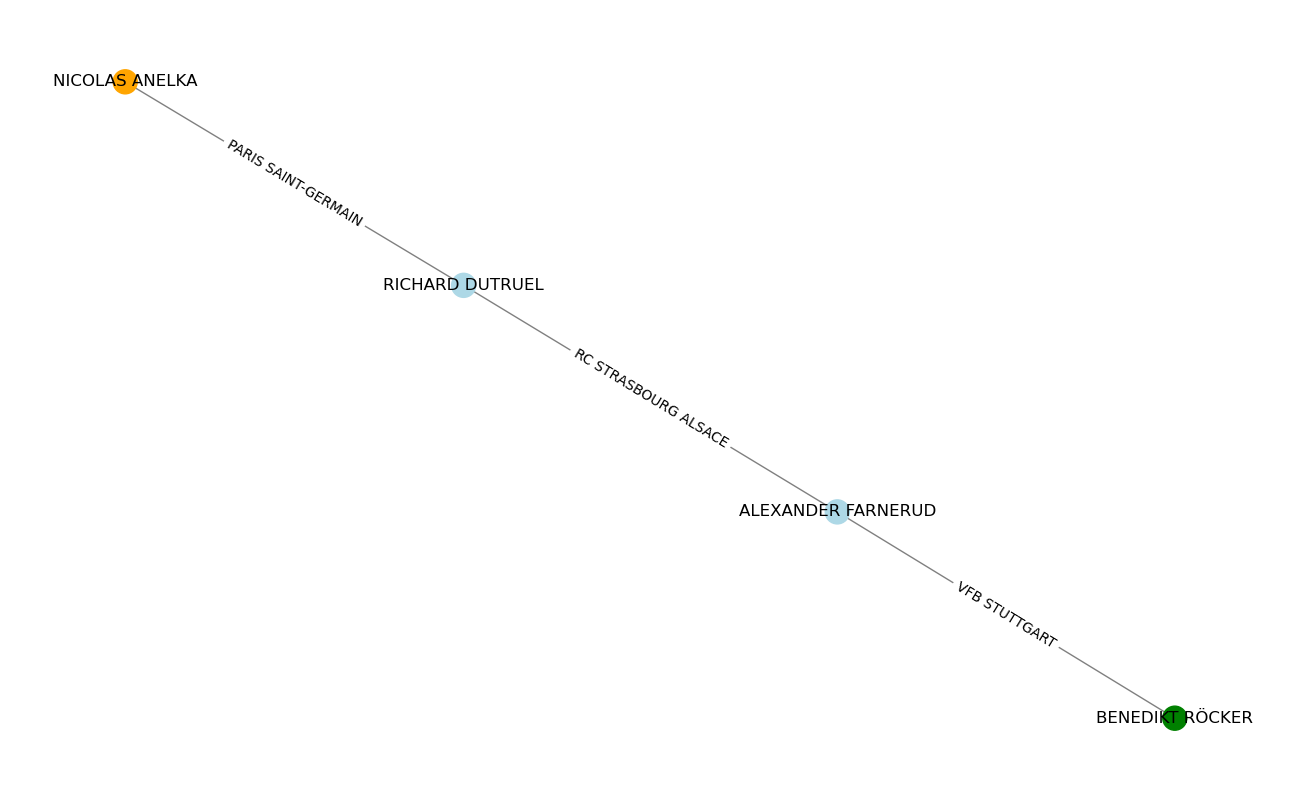 NICOLAS ANELKA
PARIS SAINT-GERMAIN
RICHARD DUTRUEL
RC STRASBOURG ALSACE
ALEXANDER FARNERUD
VFB STUTTGART
BENEDIKT RÖCKER